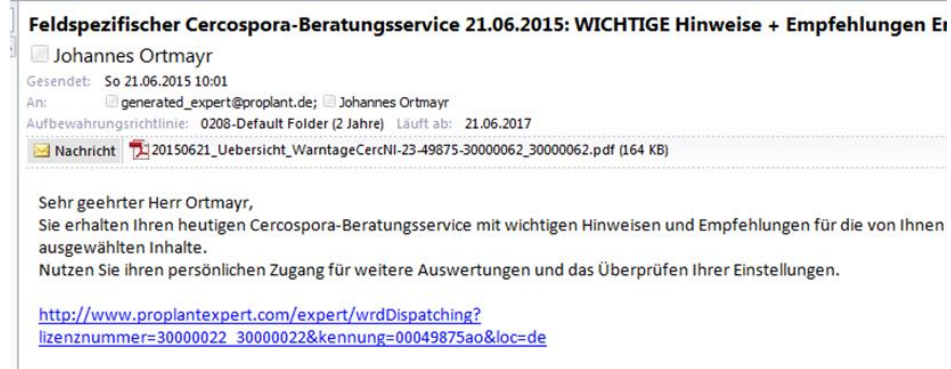 Feldspezifischer Cercospora-Beratungsservice 21.06.2015: WICHTIGE Hinweise + Empfehlungen
Johannes Ortmayr
Gesendet: So 21.06.2015 10:01
An: generated_expert@proplant.de; Johannes Ortmayr
Aufbewahrungsrichtlinie: 0208-Default Folder (2 Jahre) Läuft ab: 21.06.2017
Nachricht 20150621_Uebersicht_WarntageCercNI-23-49875-30000062_30000062.pdf (164 KB)
Sehr geehrter Herr Ortmayr,
Sie erhalten Ihren heutigen Cercospora-Beratungsservice mit wichtigen Hinweisen und Empfehlungen für die von Ihnen
ausgewählten Inhalte.
Nutzen Sie ihren persönlichen Zugang für weitere Auswertungen und das Überprüfen Ihrer Einstellungen.
http://www.proplantexpert.com/expert/wrdDispatching?
lizenznummer=30000022_30000022&kennung=00049875ao&loc=de